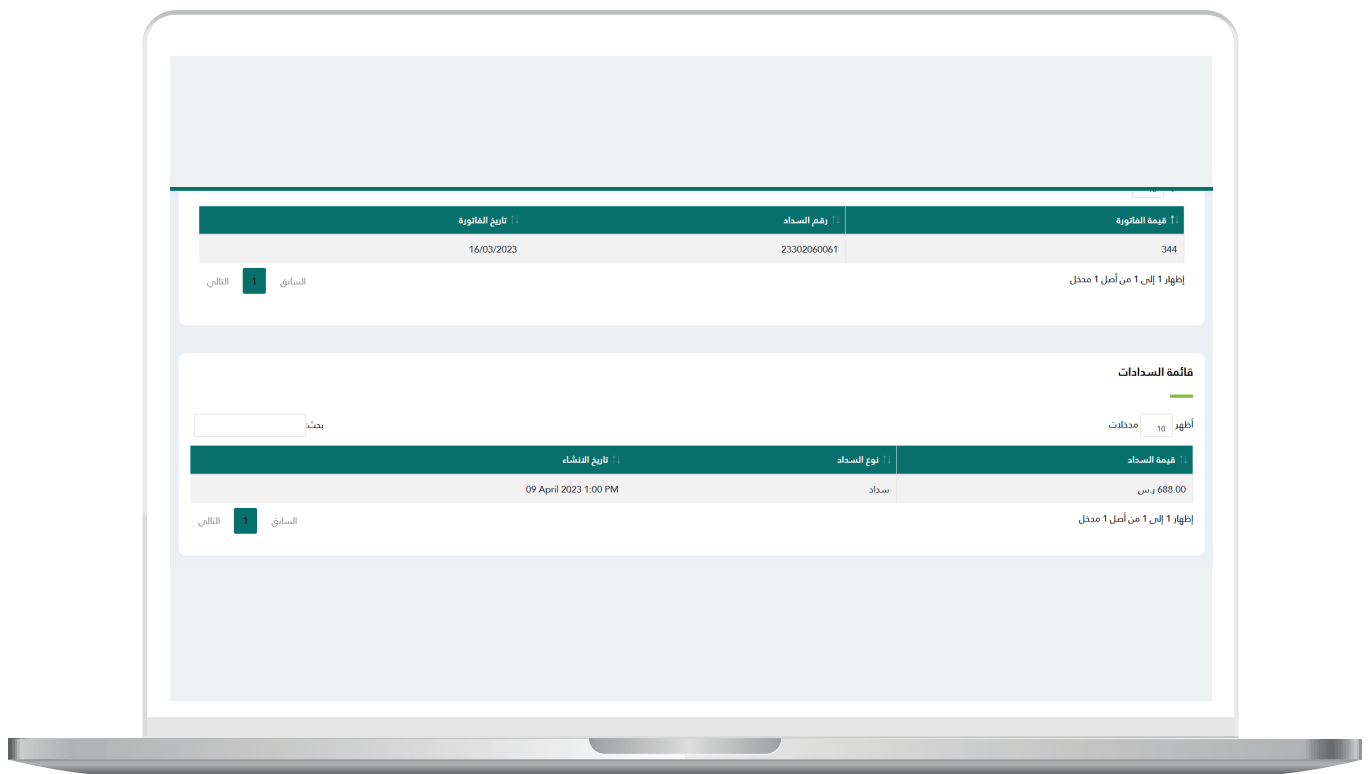 قيمة الفاتورة رقم السداد تاريخ الفاتورة
344 23302060061 16/03/2023
إظهار 1 إلى 1 من أصل 1 مدخل السابق 1 التالي
قائمة السدادات
أظهر 10 مدخلات بحث:
قيمة السداد نوع السداد تاريخ الانشاء
688.00 ر.س سداد 09 April 2023 1:00 PM
إظهار 1 إلى 1 من أصل 1 مدخل السابق 1 التالي